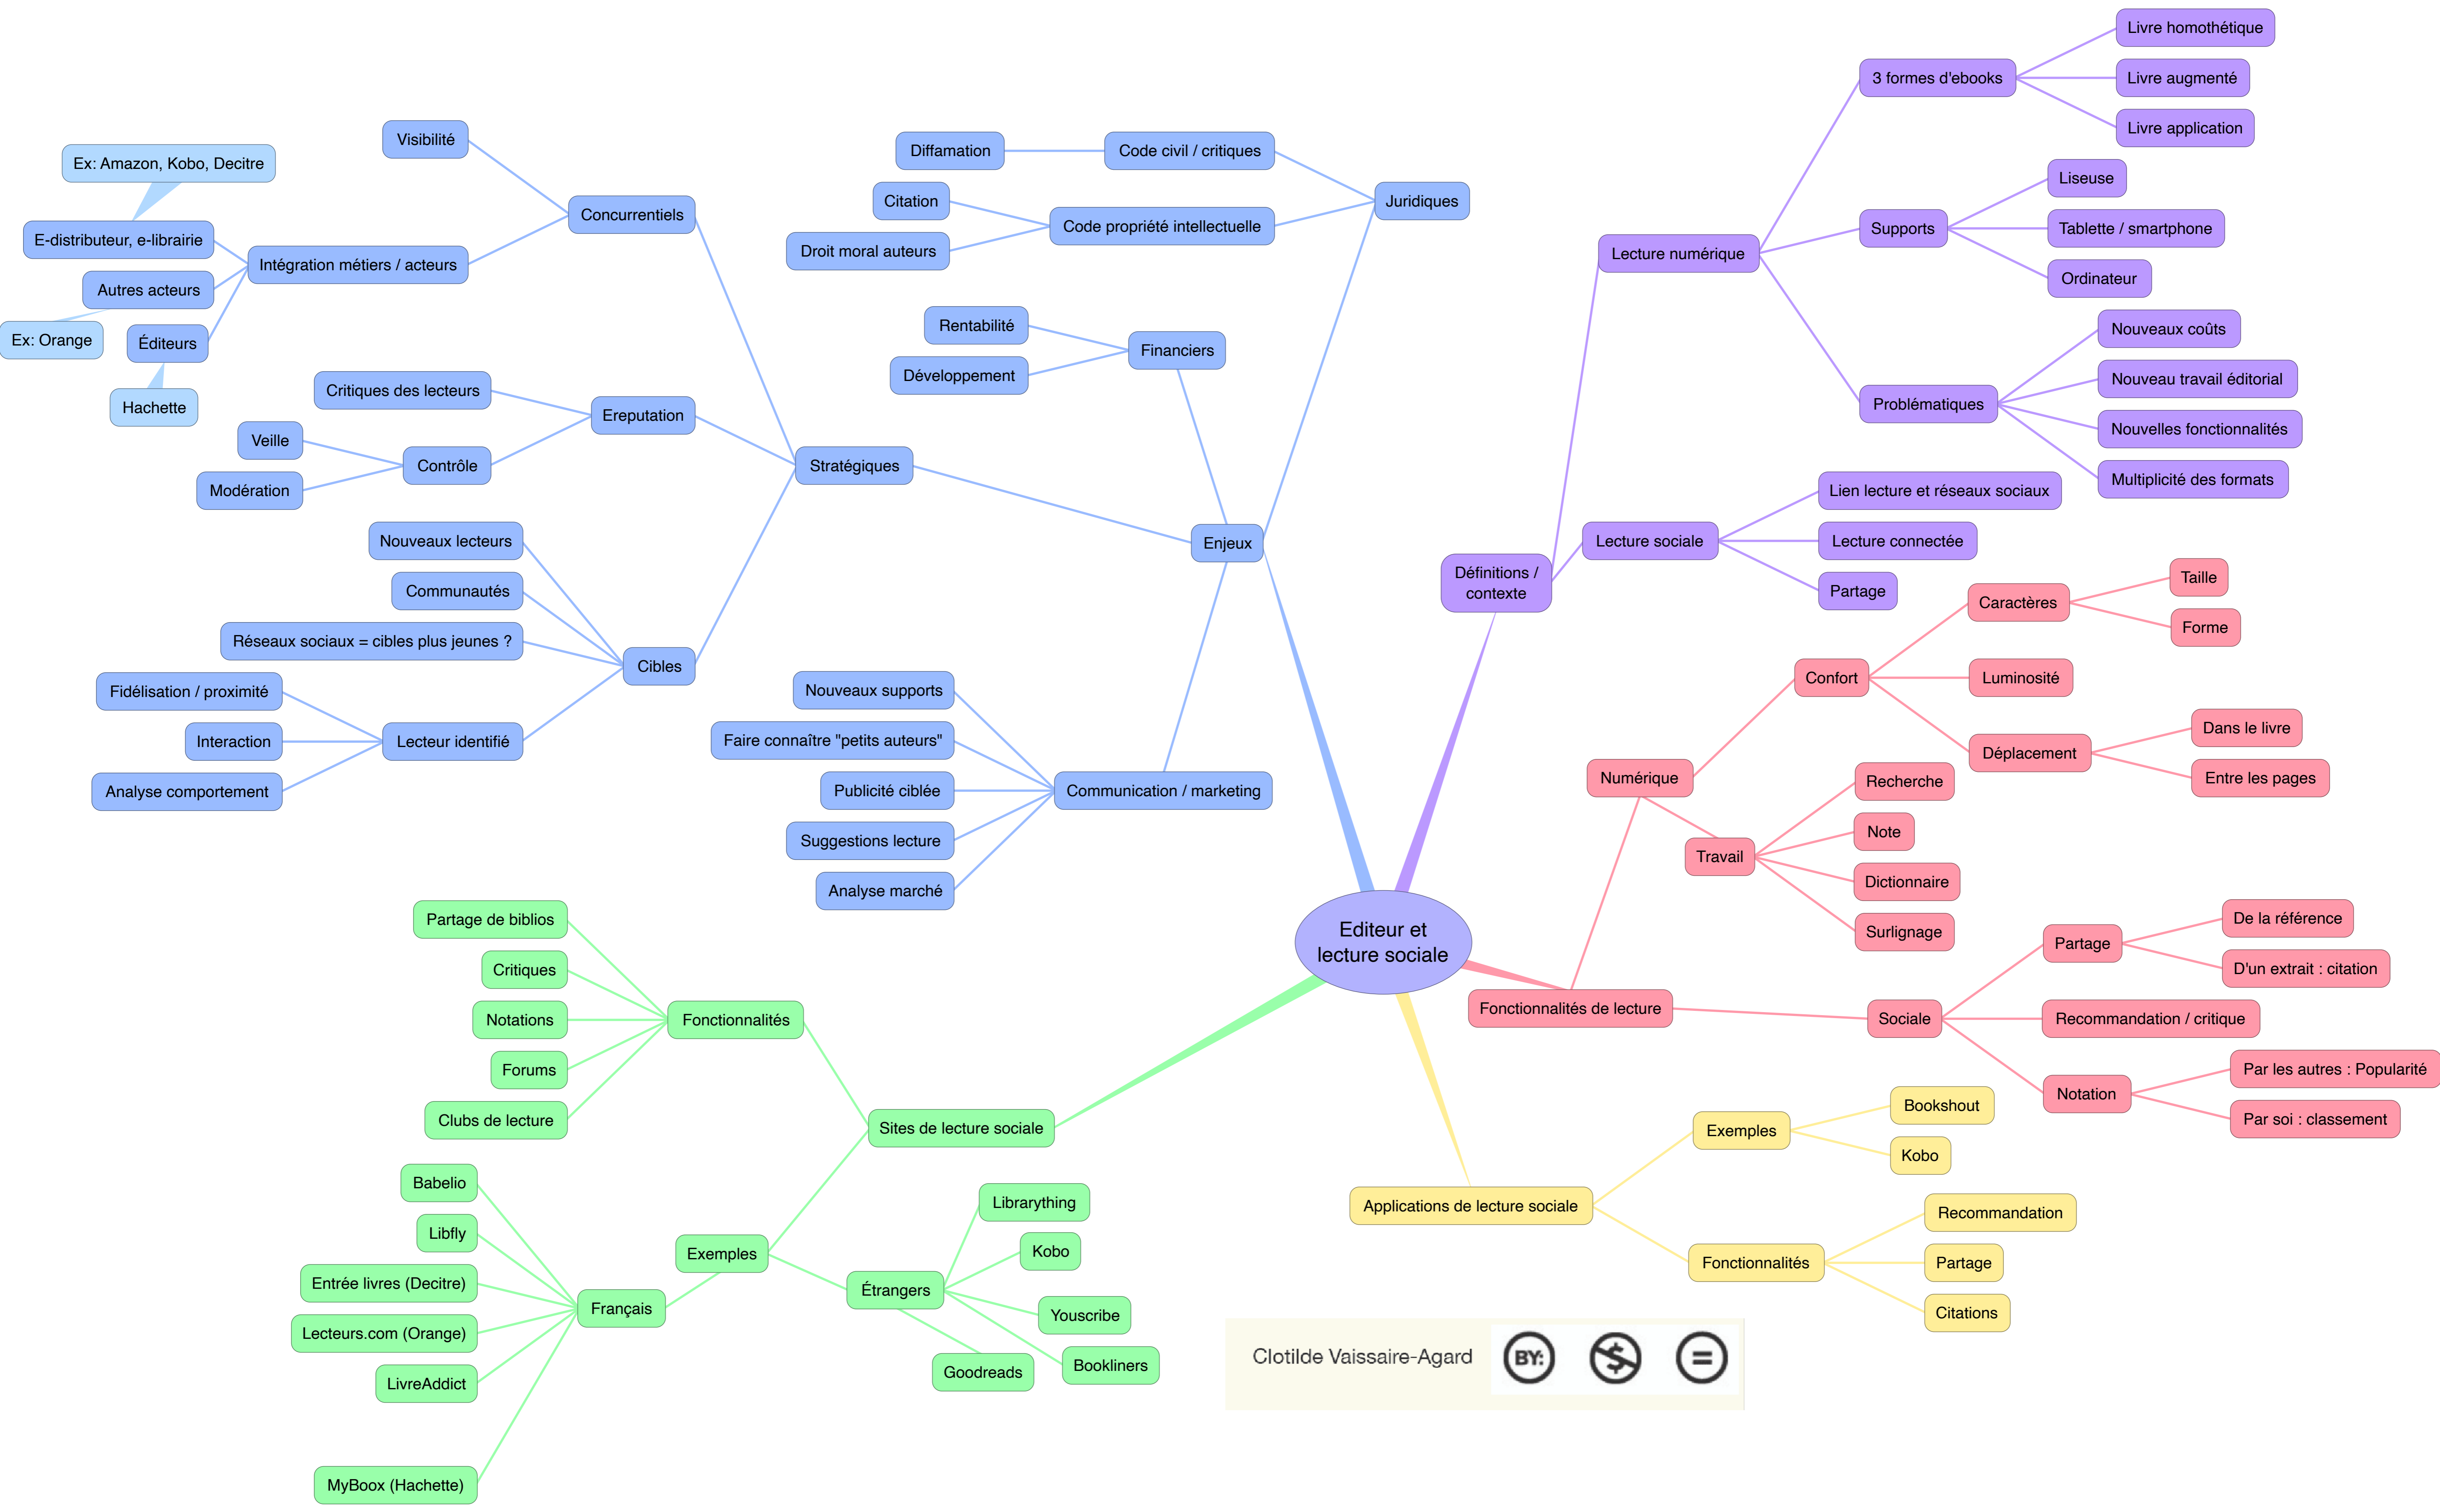 Editeur et
lecture sociale
Définitions /
contexte
Lecture numérique
3 formes d'ebooks
Livre homothétique
Livre augmenté
Livre application
Supports
Liseuse
Tablette / smartphone
Ordinateur
Problématiques
Nouveaux coûts
Nouveau travail éditorial
Nouvelles fonctionnalités
Multiplicité des formats
Lecture sociale
Lien lecture et réseaux sociaux
Lecture connectée
Partage
Fonctionnalités de lecture
Numérique
Confort
Caractères
Taille
Forme
Luminosité
Déplacement
Dans le livre
Entre les pages
Travail
Recherche
Note
Dictionnaire
Surlignage
Sociale
Partage
De la référence
D'un extrait : citation
Recommandation / critique
Notation
Par les autres : Popularité
Par soi : classement
Applications de lecture sociale
Exemples
Bookshout
Kobo
Fonctionnalités
Recommandation
Partage
Citations
Sites de lecture sociale
Fonctionnalités
Partage de biblios
Critiques
Notations
Forums
Clubs de lecture
Exemples
Français
Babelio
Libfly
Entrée livres (Decitre)
Lecteurs.com (Orange)
LivreAddict
MyBoox (Hachette)
Étrangers
Librarything
Kobo
Youscribe
Bookliners
Goodreads
Enjeux
Juridiques
Code civil / critiques
Diffamation
Code propriété intellectuelle
Citation
Droit moral auteurs
Financiers
Rentabilité
Développement
Stratégiques
Concurrentiels
Visibilité
Intégration métiers / acteurs
E-distributeur, e-librairie
Ex: Amazon, Kobo, Decitre
Autres acteurs
Ex: Orange
Éditeurs
Hachette
Ereputation
Critiques des lecteurs
Contrôle
Veille
Modération
Cibles
Nouveaux lecteurs
Communautés
Réseaux sociaux = cibles plus jeunes ?
Lecteur identifié
Fidélisation / proximité
Interaction
Analyse comportement
Communication / marketing
Nouveaux supports
Faire connaître "petits auteurs"
Publicité ciblée
Suggestions lecture
Analyse marché
Clotilde Vaissaire-Agard
BY:
$
=